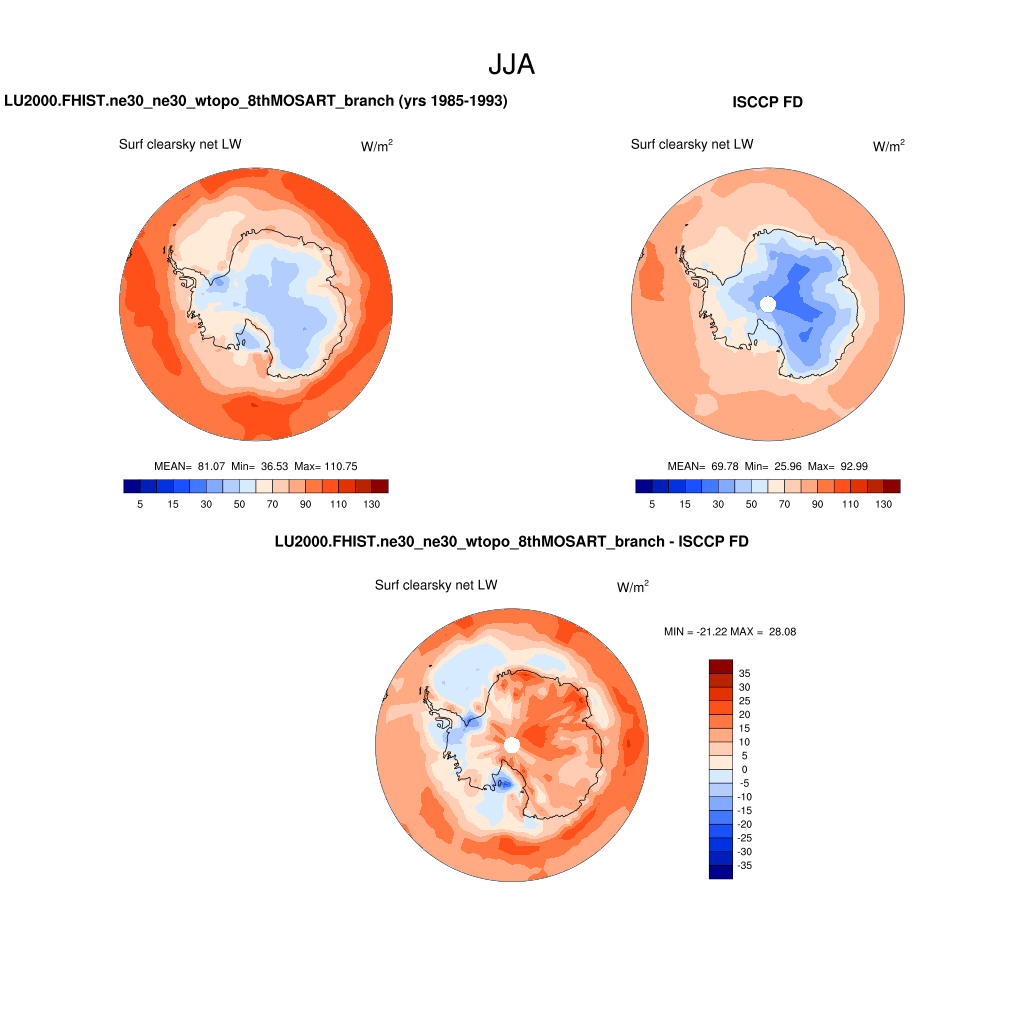 JJA
LU2000.FHIST.ne30_ne30_wtopo_8thMOSART_branch (yrs 1985-1993)
ISCCP FD
Surf clearsky net LW
W/m2
Surf clearsky net LW
W/m2
MEAN= 81.07 Min= 36.53 Max= 110.75
5 15 30 50 70 90 110 130
MEAN= 69.78 Min= 25.96 Max= 92.99
5 15 30 50 70 90 110 130
LU2000.FHIST.ne30_ne30_wtopo_8thMOSART_branch - ISCCP FD
Surf clearsky net LW
W/m2
MIN = -21.22 MAX = 28.08
35
30
25
20
15
10
5
0
-5
-10
-15
-20
-25
-30
-35